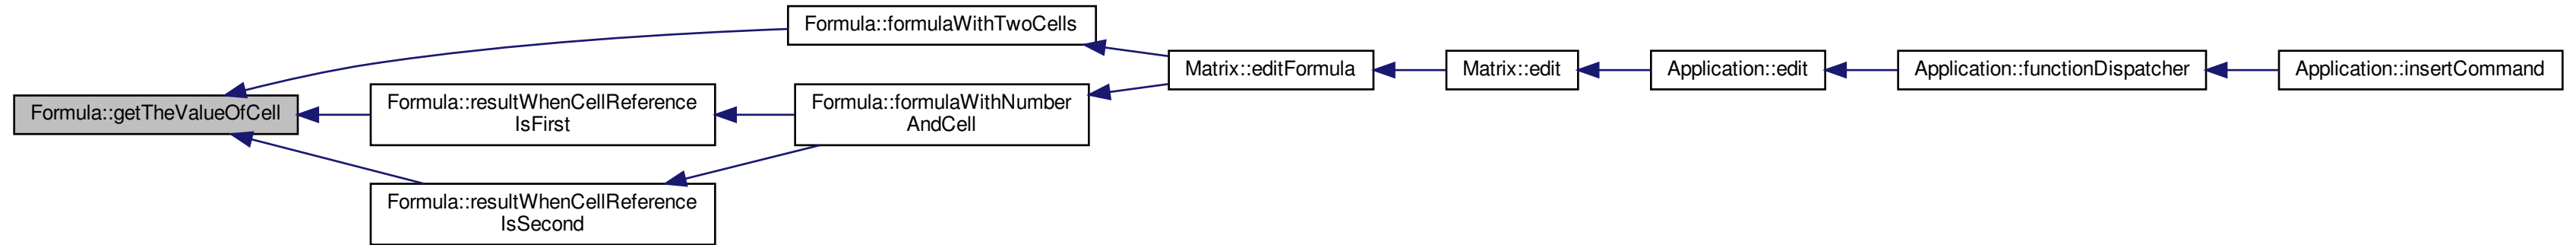 Formula::getTheValueOfCell
Formula::formulaWithTwoCells
Formula::resultWhenCellReference
IsFirst
Formula::resultWhenCellReference
IsSecond
Formula::formulaWithNumber
AndCell
Matrix::editFormula
Matrix::edit
Application::edit
Application::functionDispatcher
Application::insertCommand